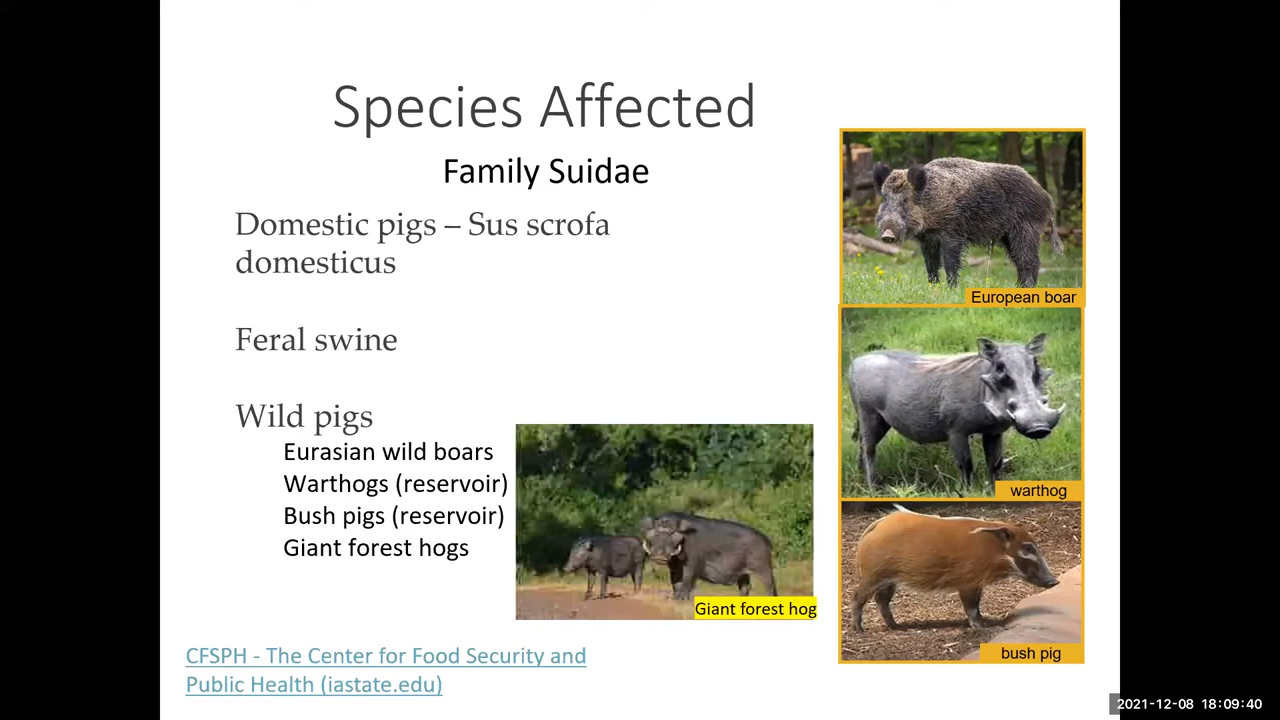 Species Affected
Family Suidae
Domestic pigs – Sus scrofa
domesticus
Feral swine
Wild pigs
Eurasian wild boars
Warthogs (reservoir)
Bush pigs (reservoir)
Giant forest hogs
European boar
warthog
bush pig
Giant forest hog
CFSPH - The Center for Food Security and
Public Health (iastate.edu)
2021-12-08 18:09:40